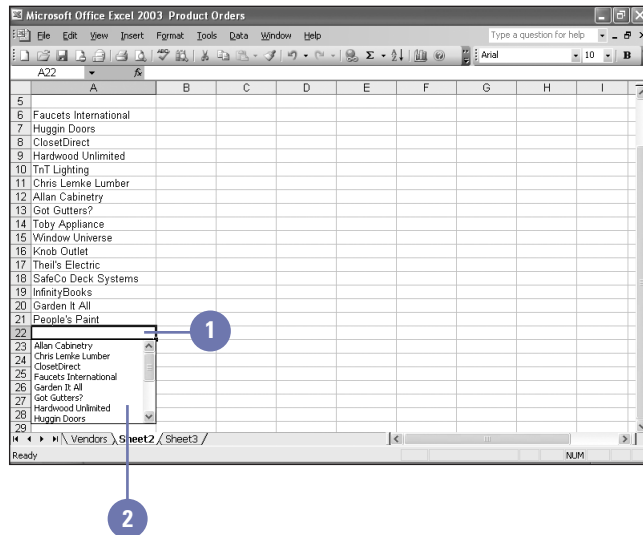 Microsoft Office Excel 2003 Product Orders
File Edit View Insert Format Tools Data Window Help Type a question for help
Arial 10 B
A22 fx
A B C D E F G H I
5
6 Faucets International
7 Huggin Doors
8 ClosetDirect
9 Hardwood Unlimited
10 TnT Lighting
11 Chris Lemke Lumber
12 Allan Cabinetry
13 Got Gutters?
14 Toby Appliance
15 Window Universe
16 Knob Outlet
17 Theil's Electric
18 SafeCo Deck Systems
19 InfinityBooks
20 Garden It All
21 People's Paint
22
1
23 Allan Cabinetry
24 Chris Lemke Lumber
ClosetDirect
25 Faucets International
26 Garden It All
27 Got Gutters?
Hardwood Unlimited
28 Huggin Doors
29
Vendors Sheet2 Sheet3
Ready NUM
2